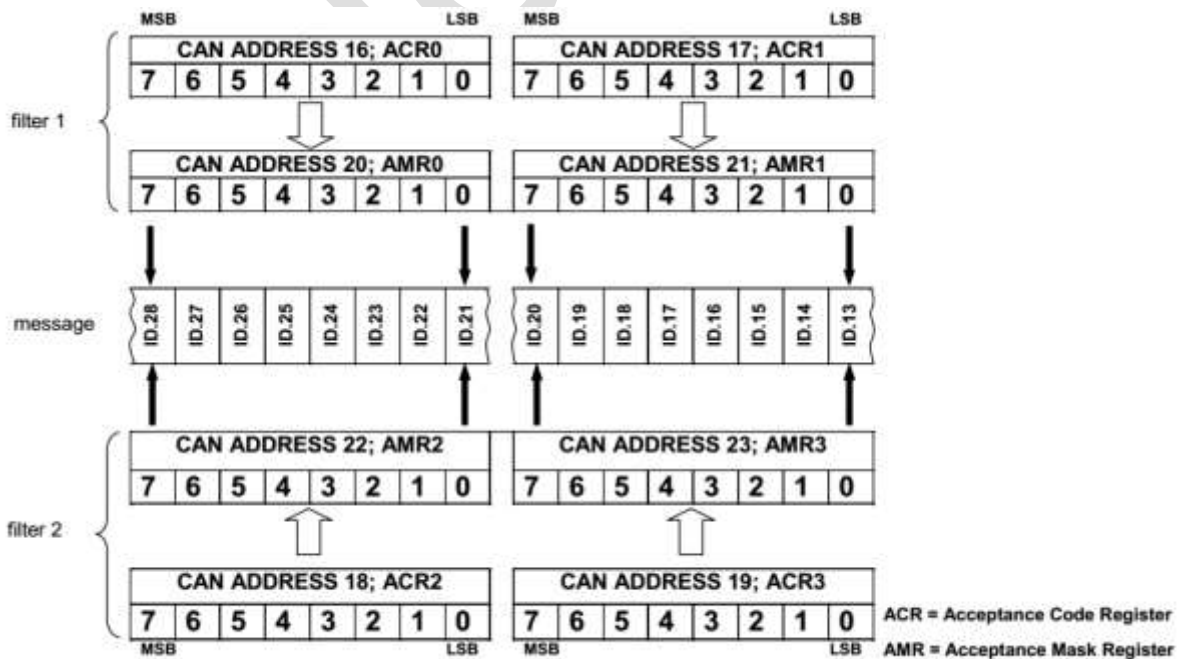 MSB LSB MSB LSB
CAN ADDRESS 16; ACR0 CAN ADDRESS 17; ACR1
7 6 5 4 3 2 1 0 7 6 5 4 3 2 1 0
filter 1
CAN ADDRESS 20; AMR0 CAN ADDRESS 21; AMR1
7 6 5 4 3 2 1 0 7 6 5 4 3 2 1 0
message ID.28 ID.27 ID.26 ID.25 ID.24 ID.23 ID.22 ID.21 ID.20 ID.19 ID.18 ID.17 ID.16 ID.15 ID.14 ID.13
CAN ADDRESS 22; AMR2 CAN ADDRESS 23; AMR3
7 6 5 4 3 2 1 0 7 6 5 4 3 2 1 0
filter 2
CAN ADDRESS 18; ACR2 CAN ADDRESS 19; ACR3
7 6 5 4 3 2 1 0 7 6 5 4 3 2 1 0 ACR = Acceptance Code Register
MSB LSB MSB LSB AMR = Acceptance Mask Register